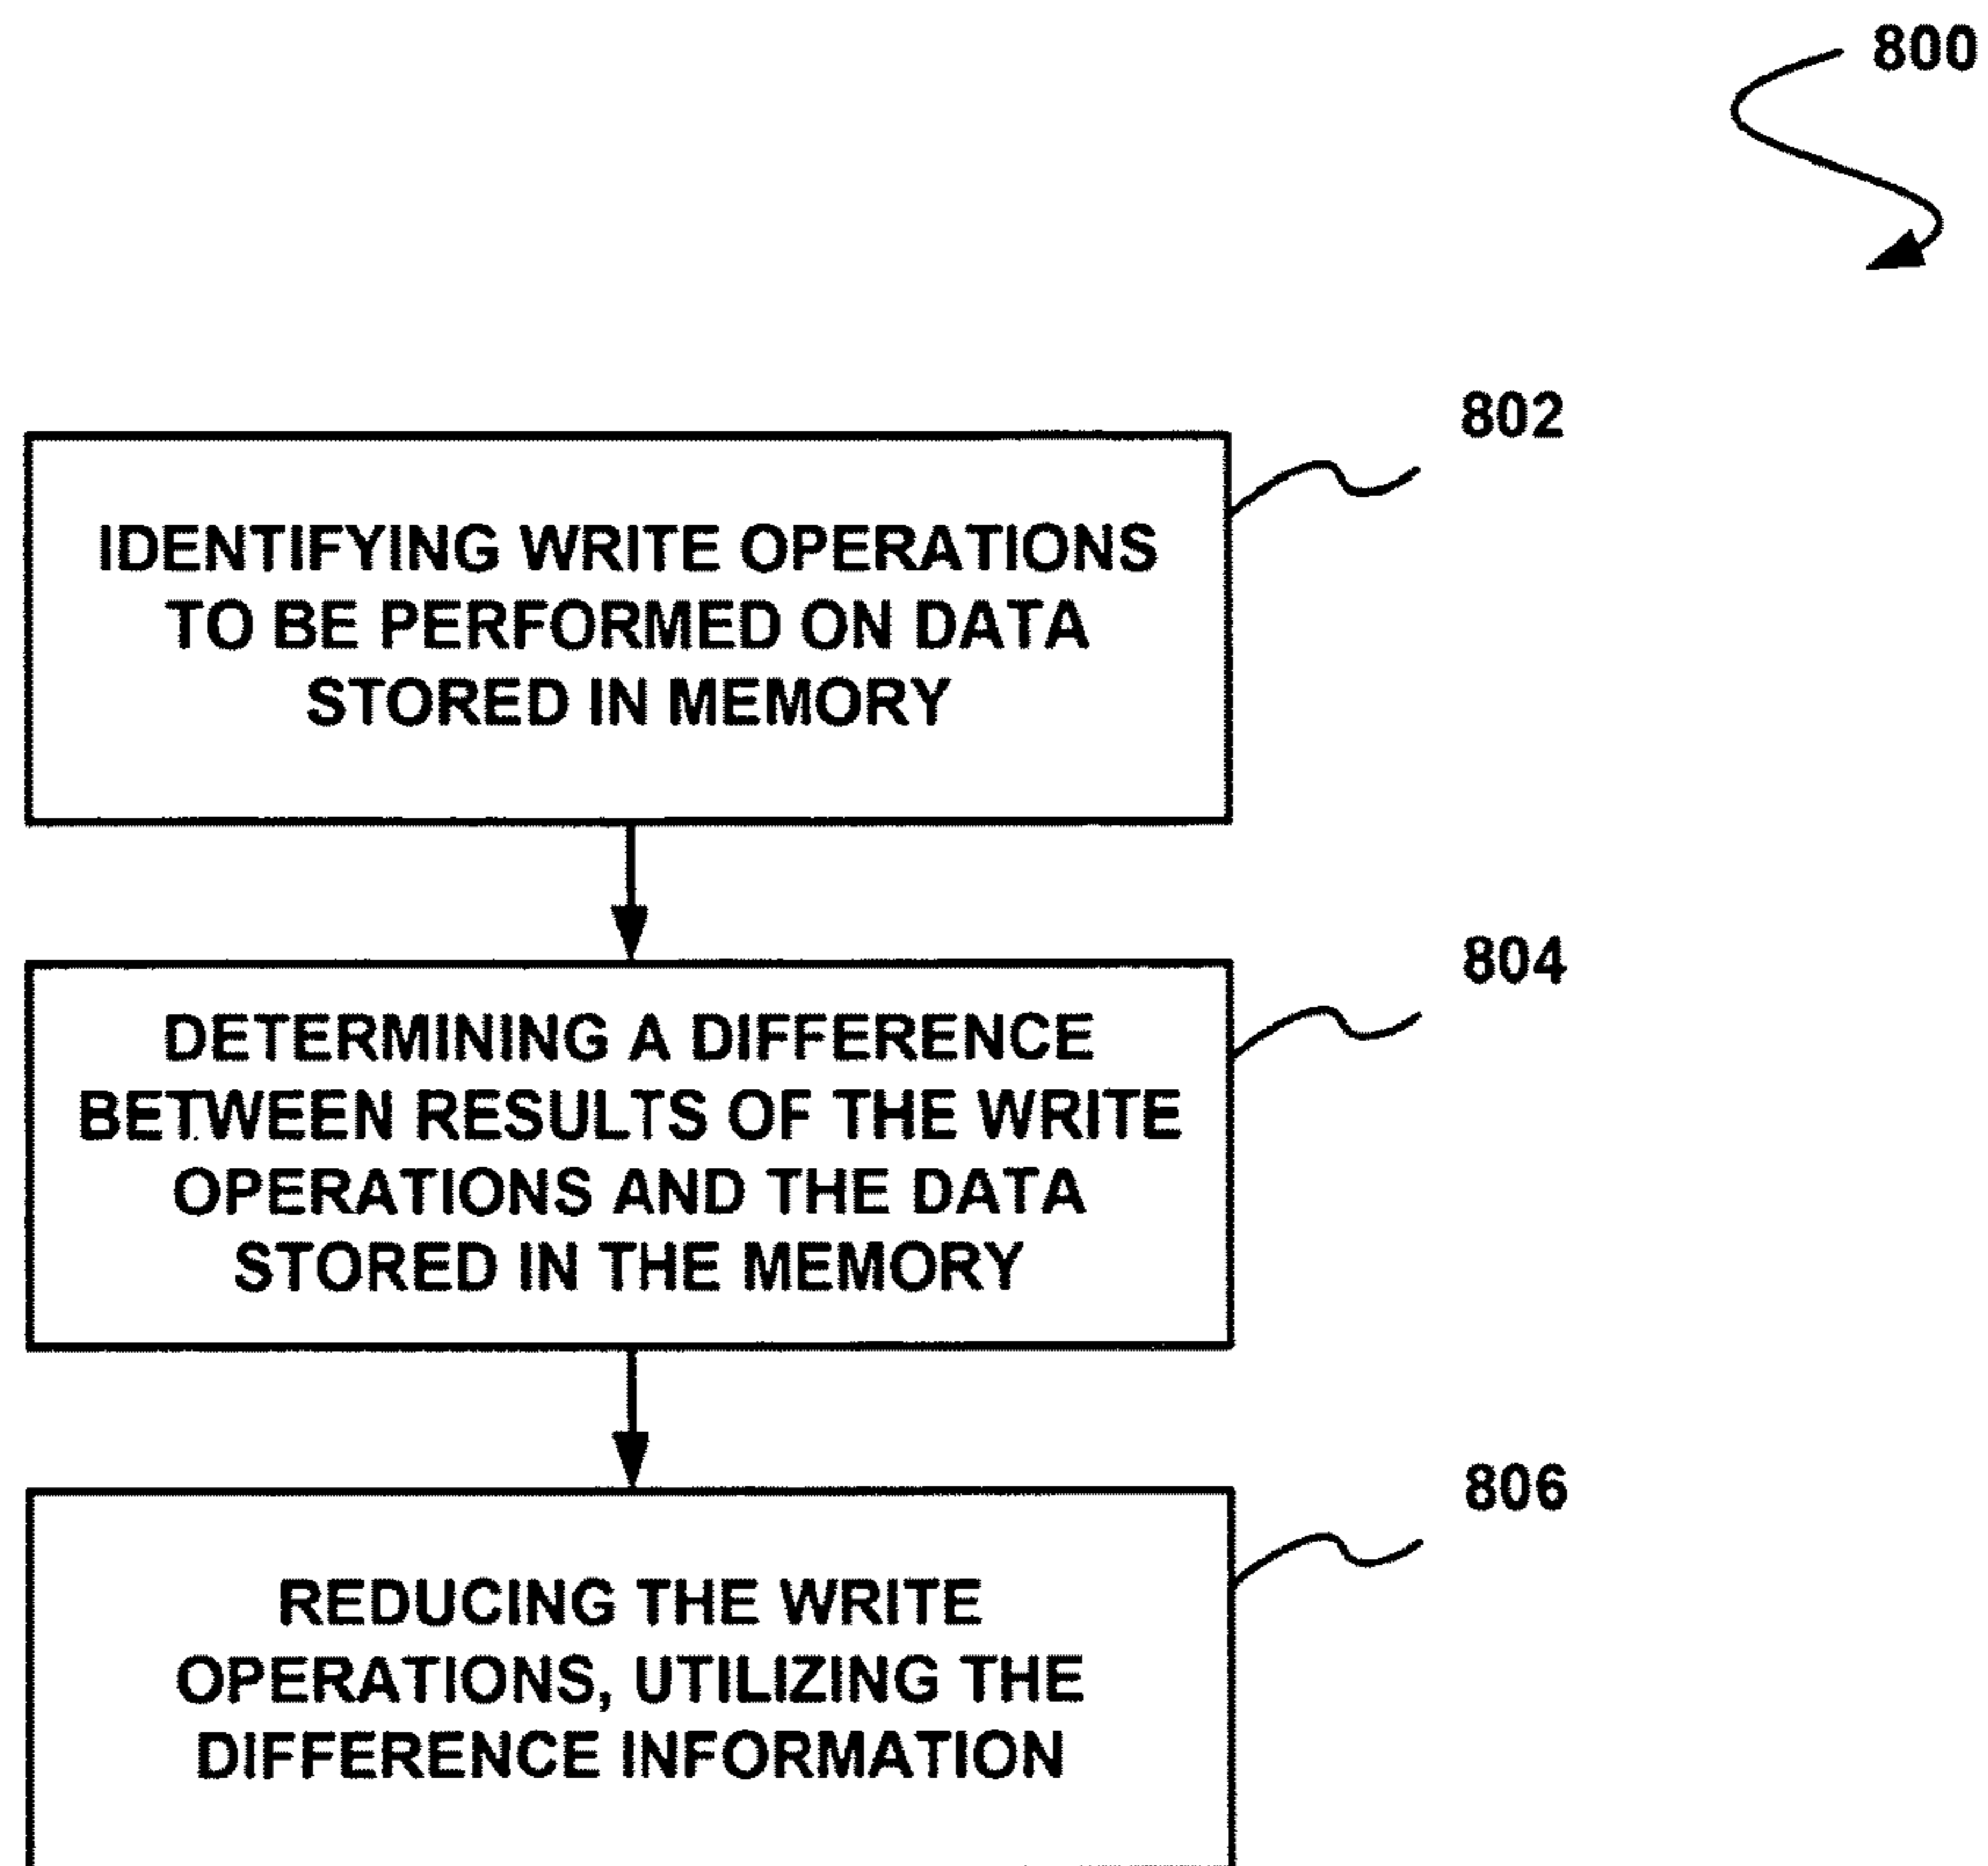 800
802
IDENTIFYING WRITE OPERATIONS
TO BE PERFORMED ON DATA
STORED IN MEMORY
804
DETERMINING A DIFFERENCE
BETWEEN RESULTS OF THE WRITE
OPERATIONS AND THE DATA
STORED IN THE MEMORY
806
REDUCING THE WRITE
OPERATIONS, UTILIZING THE
DIFFERENCE INFORMATION